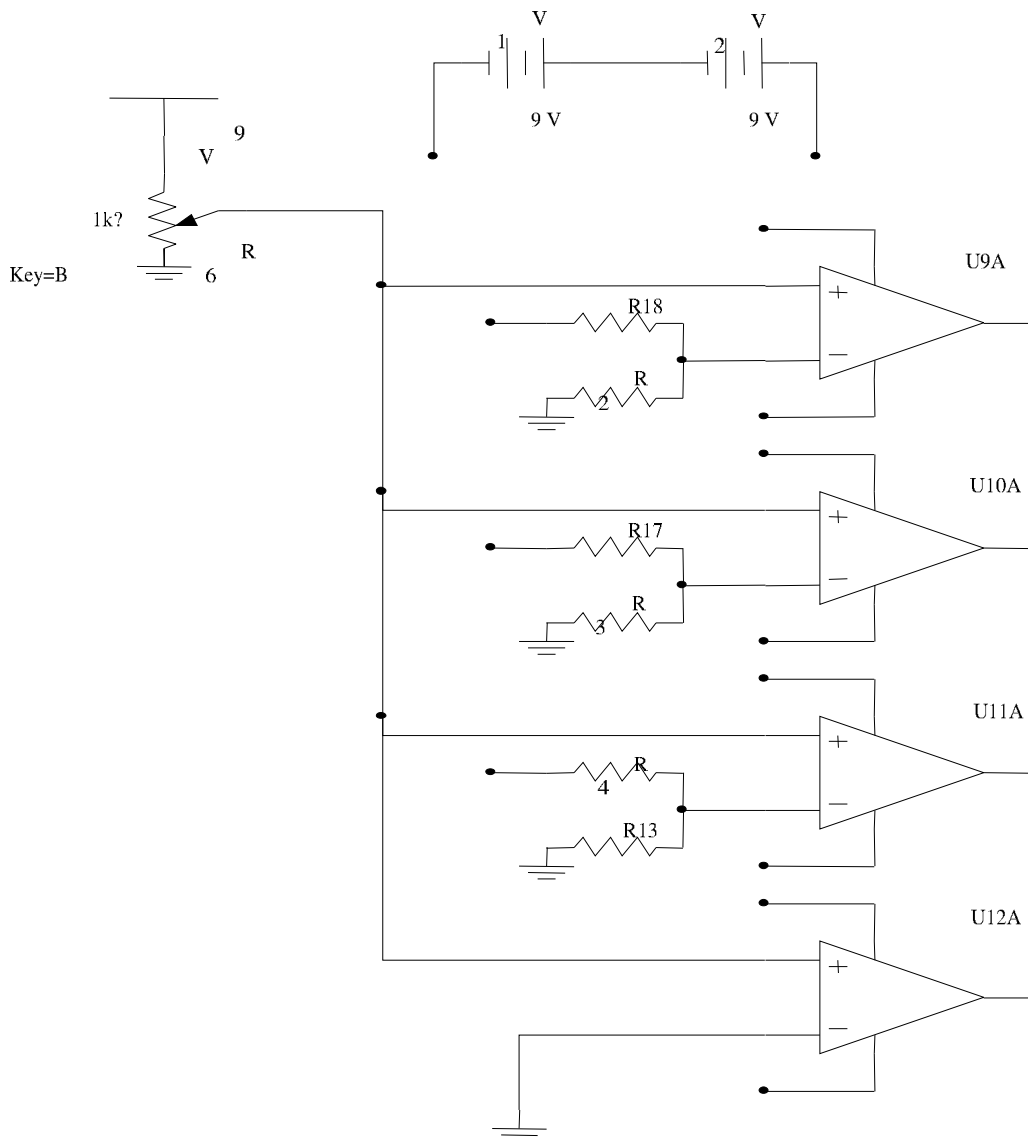 V
V
1
2
9 V
9 V
9
V
1k?
R
6
Key=B
U9A
R18
R
2
+
−
U10A
R17
R
3
+
−
U11A
R
4
R13
+
−
U12A
+
−